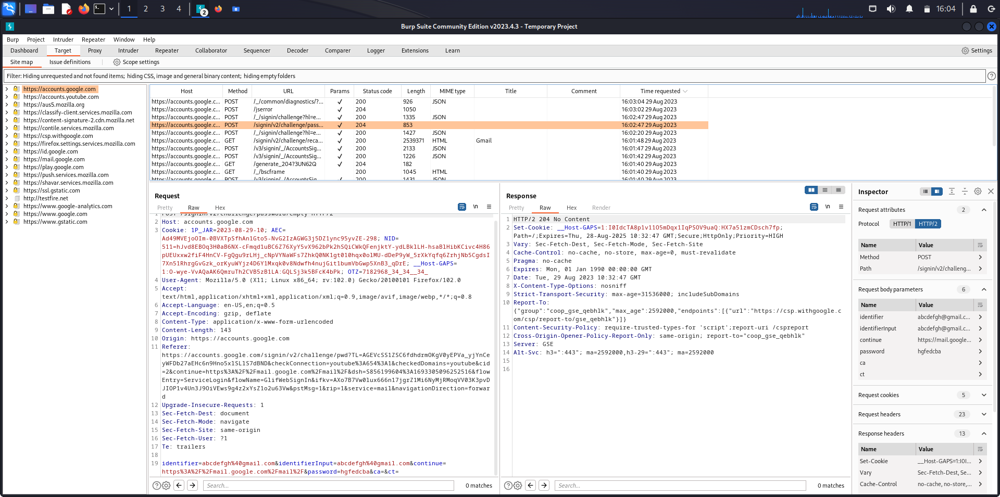 1 2 3 4 2 16:04
Burp Suite Community Edition v2023.4.3 - Temporary Project
Burp Project Intruder Repeater Window Help
Dashboard Target Proxy Intruder Repeater Collaborator Sequencer Decoder Comparer Logger Extensions Learn Settings
Site map Issue definitions Scope settings
Filter: Hiding unrequested and not found items; hiding CSS, image and general binary content; hiding empty folders
https://accounts.google.com
https://accounts.youtube.com
https://aus5.mozilla.org
https://classify-client.services.mozilla.com
https://content-signature-2.cdn.mozilla.net
https://contile.services.mozilla.com
https://csp.withgoogle.com
https://firefox.settings.services.mozilla.com
https://id.google.com
https://mail.google.com
https://play.google.com
https://push.services.mozilla.com
https://shavar.services.mozilla.com
https://ssl.gstatic.com
http://testfire.net
https://www.google-analytics.com
https://www.google.com
https://www.gstatic.com
Host Method URL Params Status code Length MIME type Title Comment Time requested
https://accounts.google.c... POST /_/common/diagnostics/?... ✓ 200 926 JSON 16:03:04 29 Aug 2023
https://accounts.google.c... POST /jserror ✓ 204 1050 16:03:02 29 Aug 2023
https://accounts.google.c... POST /_/signin/challenge?hl=e... ✓ 200 1335 JSON 16:02:47 29 Aug 2023
https://accounts.google.c... POST /signin/v2/challenge/pass... ✓ 204 853 16:02:47 29 Aug 2023
https://accounts.google.c... POST /_/signin/challenge?hl=e... ✓ 200 1427 JSON 16:02:20 29 Aug 2023
https://accounts.google.c... GET /signin/v2/challenge/reca... ✓ 200 2539371 HTML Gmail 16:01:48 29 Aug 2023
https://accounts.google.c... POST /v3/signin/_/AccountsSig... ✓ 200 2133 JSON 16:01:47 29 Aug 2023
https://accounts.google.c... POST /v3/signin/_/AccountsSig... ✓ 200 1226 JSON 16:01:42 29 Aug 2023
https://accounts.google.c... GET /generate_204?3UN62Q ✓ 204 182 16:01:40 29 Aug 2023
https://accounts.google.c... GET /_/bscframe 200 1045 HTML 16:01:40 29 Aug 2023
https://accounts.google.c... POST /v3/signin/_/AccountsSig... ✓ 200 1431 JSON 16:01:40 29 Aug 2023
Request
Pretty Raw Hex \n
1 POST /signin/v2/challenge/password/empty HTTP/2
2 Host: accounts.google.com
3 Cookie: 1P_JAR=2023-08-29-10; AEC=
Ad49MVEjoOIm-0BVXTpSfhAn1Gto5-NvG2IzAGWG3j5DZ1ync95yvZE-298; NID=
511=hJvd8EBOq3H0aB6NX-cFmqd1uBC6Z76XyY5vX962bPk2hSQiCWkQFenjktY-ydLBklLH-hsaBlHibKCivc4H86
pUEUxxw2fiF4HnCV-FgQgu9rLHj_cNpVYNaWFs7ZhkQ0NK1gt010hqx0olMU-dDeP9yW_5rXkYqfq6ZrhjNb5CgdsI
7Xn51RhrgGvGzk_orKyuWYjz4D6Y1Mxqk0v8Ndwfh4nujGit1bumVbGwp5XnB3_qDrE; __Host-GAPS=
1:O-wye-VvAQaAK6QmruTh2CVB5zB1LA:GQLSj3k5BFcK4bPk; OTZ=7182968_34_34__34_
4 User-Agent: Mozilla/5.0 (X11; Linux x86_64; rv:102.0) Gecko/20100101 Firefox/102.0
5 Accept:
text/html,application/xhtml+xml,application/xml;q=0.9,image/avif,image/webp,*/*;q=0.8
6 Accept-Language: en-US,en;q=0.5
7 Accept-Encoding: gzip, deflate
8 Content-Type: application/x-www-form-urlencoded
9 Content-Length: 143
10 Origin: https://accounts.google.com
11 Referer:
https://accounts.google.com/signin/v2/challenge/pwd?TL=AGEVcSS1ZSC6fdhdrmOKgV0yEPVa_yjYnCe
yWFDb27aEHc6n9Hno5xlSLlS7dBND&checkConnection=youtube%3A654%3A1&checkedDomains=youtube&cid
=2&continue=https%3A%2F%2Fmail.google.com%2Fmail%2F&dsh=S856199604%3A1693305096252516&flow
Entry=ServiceLogin&flowName=GlifWebSignIn&ifkv=AXo7B7Vw0lux666n17jgrZ1Mi6NyMjRMoqVV03K3pvD
JIOP1v4Un3J9OiVEws9g4z2xYsZ1o2u63Vw&pstMsg=1&rip=1&service=mail&navigationDirection=forwar
d
12 Upgrade-Insecure-Requests: 1
13 Sec-Fetch-Dest: document
14 Sec-Fetch-Mode: navigate
15 Sec-Fetch-Site: same-origin
16 Sec-Fetch-User: ?1
17 Te: trailers
18
19 identifier=abcdefgh%40gmail.com&identifierInput=abcdefgh%40gmail.com&continue=
https%3A%2F%2Fmail.google.com%2Fmail%2F&password=hgfedcba&ca=&ct=
Search... 0 matches
Response
Pretty Raw Hex Render \n
1 HTTP/2 204 No Content
2 Set-Cookie: __Host-GAPS=1:I0IdcTA8p1v11O5mDqx1IqPSOV9uaQ:HX7a51zmCDsch7fp;
Path=/;Expires=Thu, 28-Aug-2025 10:32:47 GMT;Secure;HttpOnly;Priority=HIGH
3 Vary: Sec-Fetch-Dest, Sec-Fetch-Mode, Sec-Fetch-Site
4 Cache-Control: no-cache, no-store, max-age=0, must-revalidate
5 Pragma: no-cache
6 Expires: Mon, 01 Jan 1990 00:00:00 GMT
7 Date: Tue, 29 Aug 2023 10:32:47 GMT
8 X-Content-Type-Options: nosniff
9 Strict-Transport-Security: max-age=31536000; includeSubDomains
10 Report-To:
{"group":"coop_gse_qebhlk","max_age":2592000,"endpoints":[{"url":"https://csp.withgoogle.c
om/csp/report-to/gse_qebhlk"}]}
11 Content-Security-Policy: require-trusted-types-for 'script';report-uri /cspreport
12 Cross-Origin-Opener-Policy-Report-Only: same-origin; report-to="coop_gse_qebhlk"
13 Server: GSE
14 Alt-Svc: h3=":443"; ma=2592000,h3-29=":443"; ma=2592000
15
16
Search... 0 matches
Inspector
Request attributes 2
Protocol HTTP/1 HTTP/2
Name Value
Method POST
Path /signin/v2/challeng...
Request body parameters 6
Name Value
identifier abcdefgh@gmail.c...
identifierInput abcdefgh@gmail.c...
continue https://mail.google...
password hgfedcba
ca
ct
Request cookies 5
Request headers 23
Response headers 13
Name Value
Set-Cookie __Host-GAPS=1:I0I...
Vary Sec-Fetch-Dest, Se...
Cache-Control no-cache, no-store,...